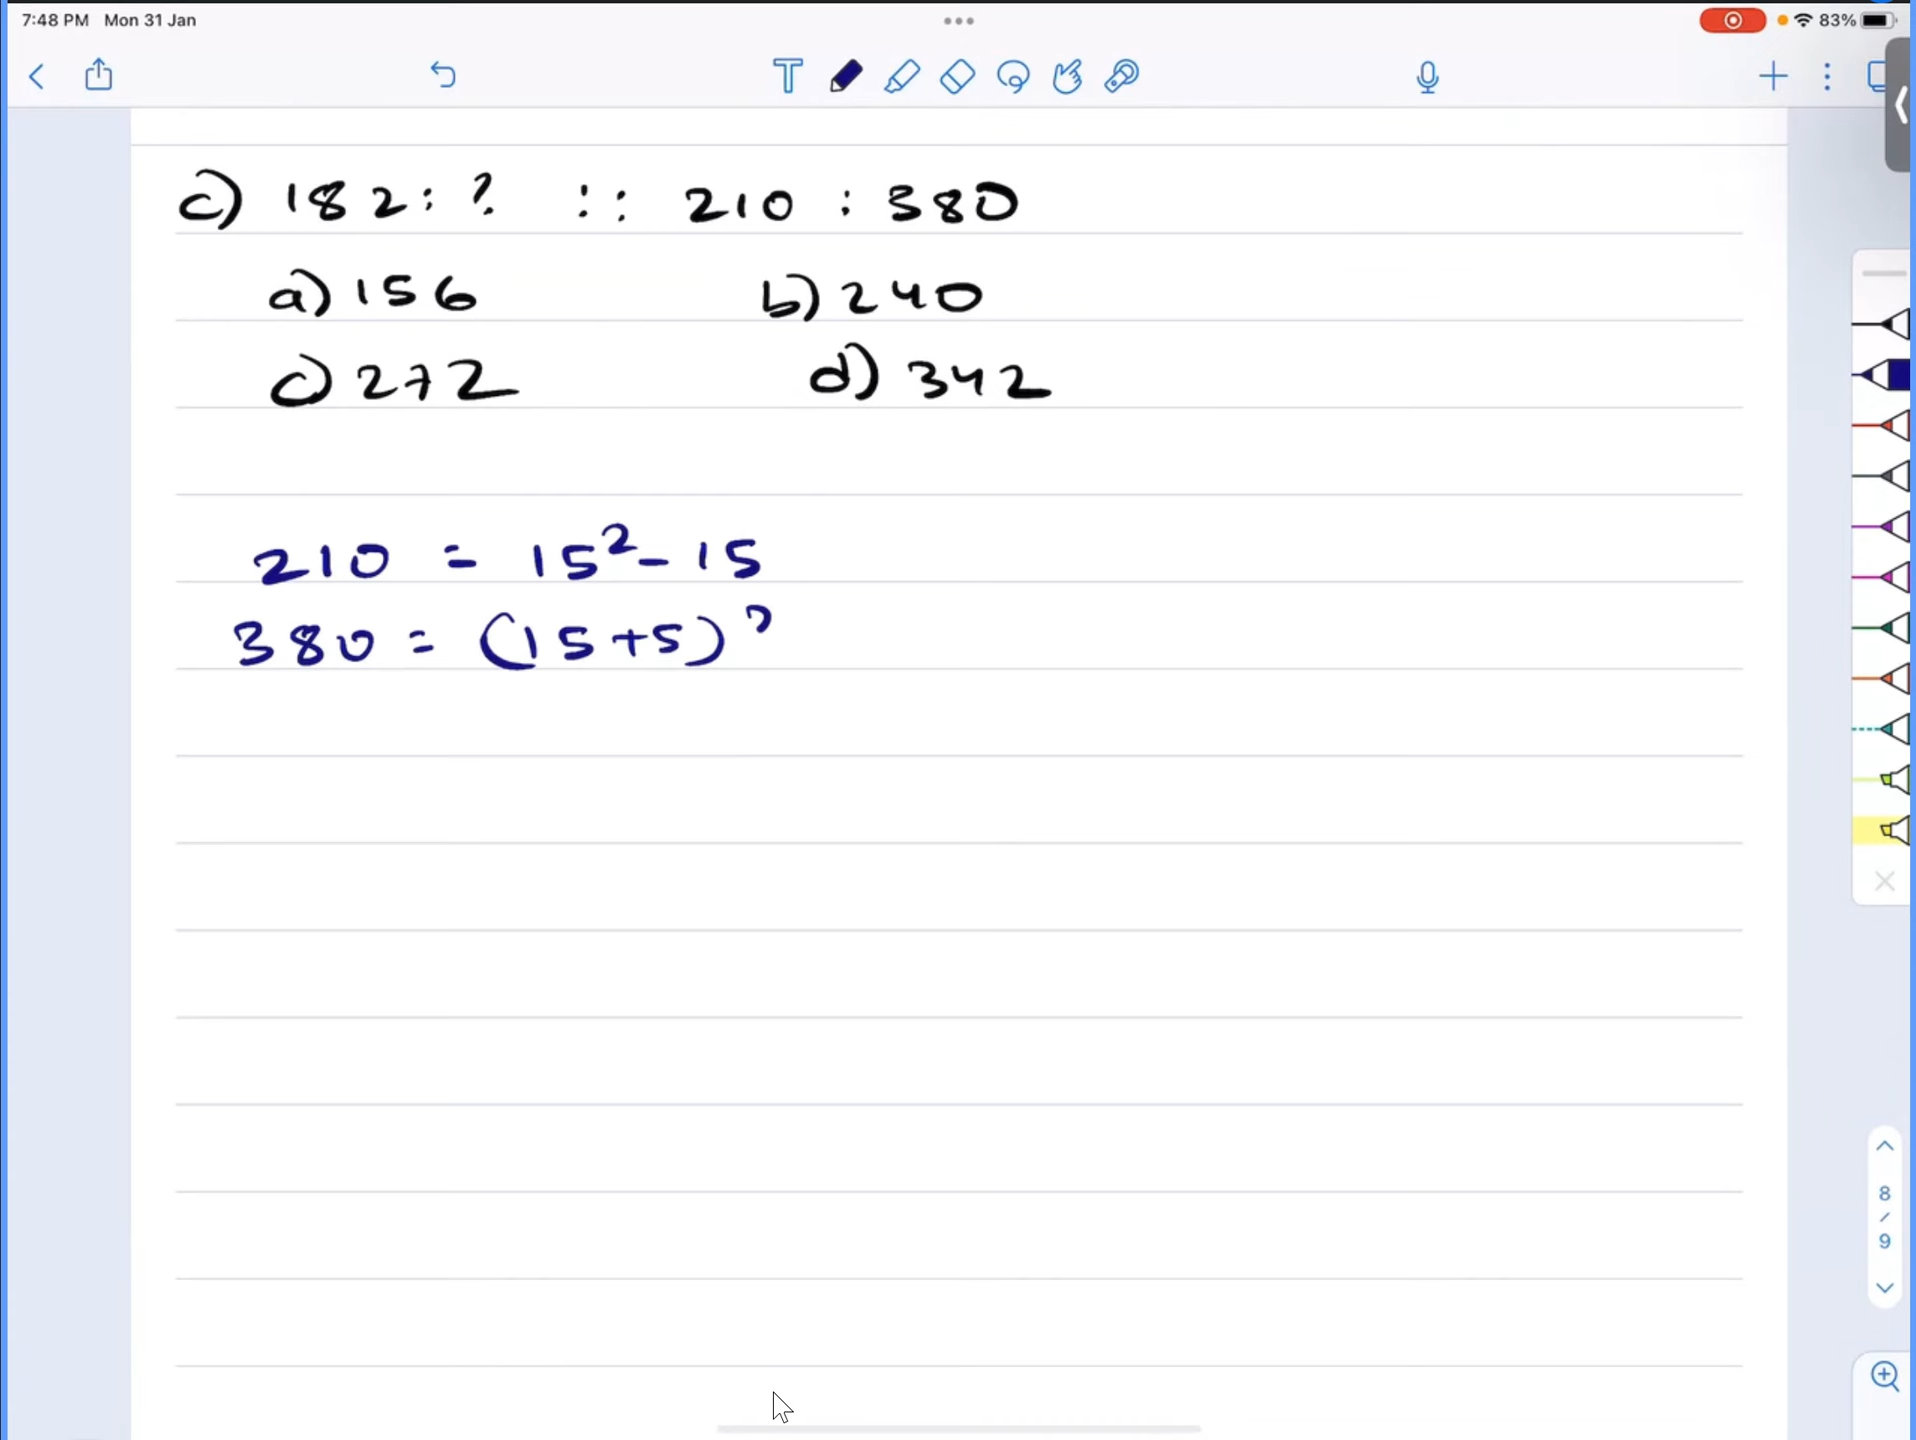 7:48 PM Mon 31 Jan
83%
c) 182 : ? :: 210 : 380
a) 156 b) 240
c) 272 d) 342
210 = 15² - 15
380 = (15+5)
8
/
9